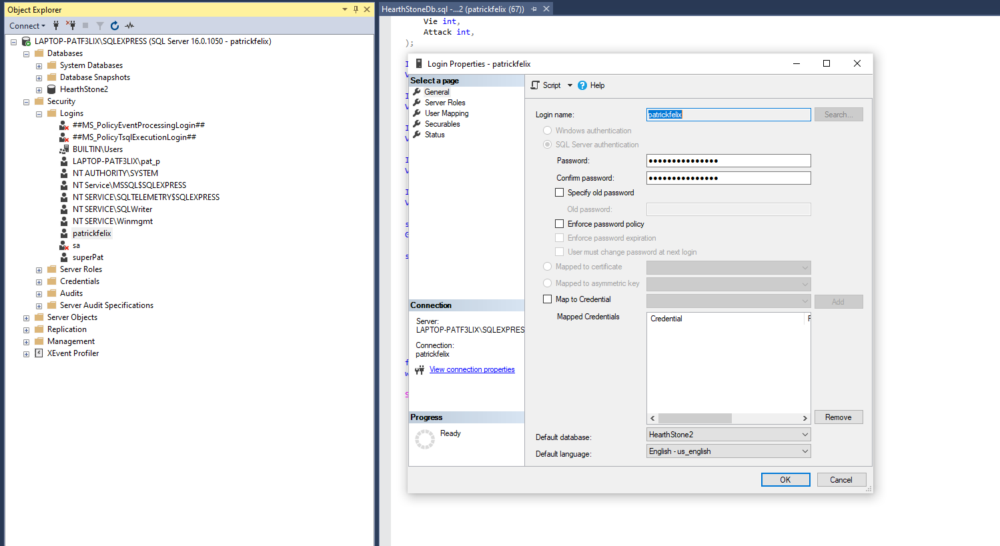 Object Explorer
Connect
LAPTOP-PATF3LIX\SQLEXPRESS (SQL Server 16.0.1050 - patrickfelix)
Databases
System Databases
Database Snapshots
HearthStone2
Security
Logins
##MS_PolicyEventProcessingLogin##
##MS_PolicyTsqlExecutionLogin##
BUILTIN\Users
LAPTOP-PATF3LIX\pat_p
NT AUTHORITY\SYSTEM
NT Service\MSSQL$SQLEXPRESS
NT SERVICE\SQLTELEMETRY$SQLEXPRESS
NT SERVICE\SQLWriter
NT SERVICE\Winmgmt
patrickfelix
sa
superPat
Server Roles
Credentials
Audits
Server Audit Specifications
Server Objects
Replication
Management
XEvent Profiler
HearthStoneDb.sql -...2 (patrickfelix (67))
Vie int,
Attack int,
);
Login Properties - patrickfelix
Select a page
General
Server Roles
User Mapping
Securables
Status
Connection
Server:
LAPTOP-PATF3LIX\SQLEXPRES
Connection:
patrickfelix
View connection properties
Progress
Ready
Script
Help
Login name:
patrickfelix
Search...
Windows authentication
SQL Server authentication
Password:
●●●●●●●●●●●●●●●
Confirm password:
●●●●●●●●●●●●●●●
Specify old password
Old password:
Enforce password policy
Enforce password expiration
User must change password at next login
Mapped to certificate
Mapped to asymmetric key
Map to Credential
Add
Mapped Credentials
Credential
Remove
Default database:
HearthStone2
Default language:
English - us_english
OK
Cancel